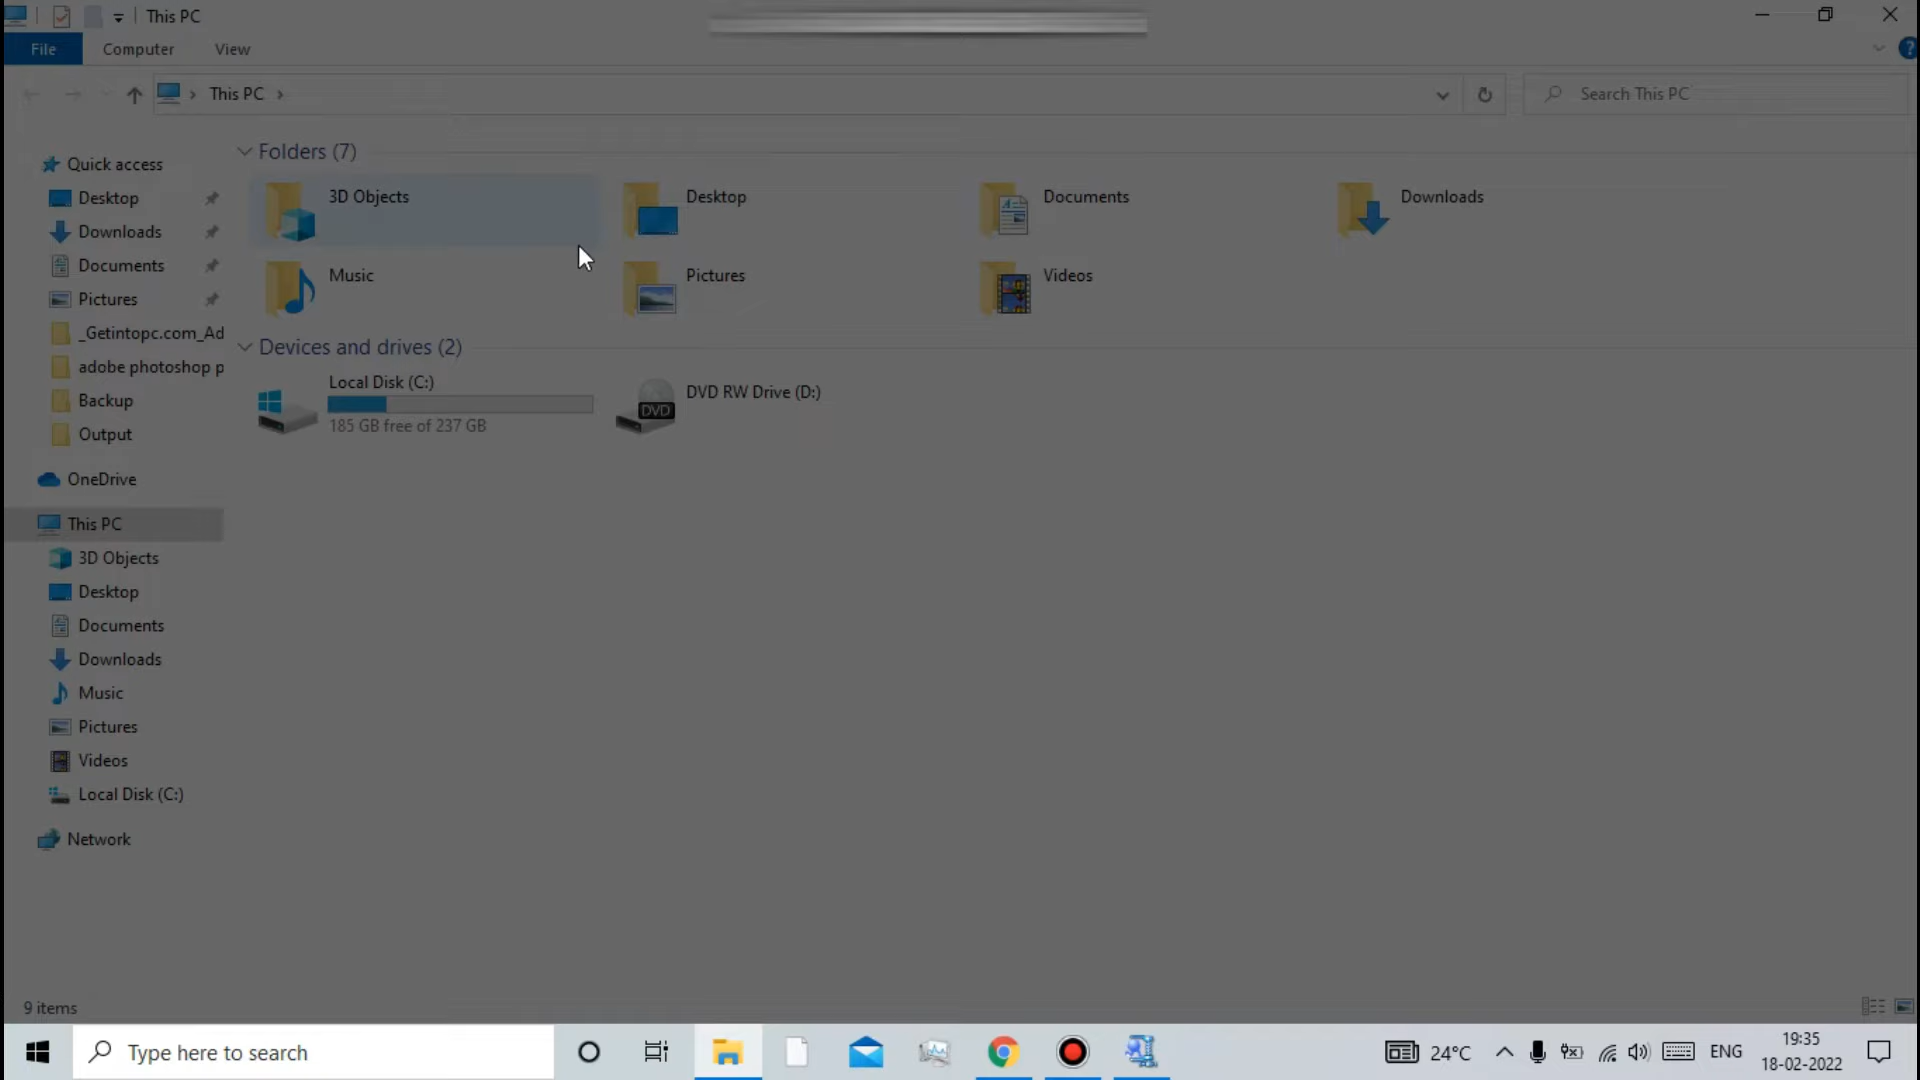 This PC
File
Computer
View
?
This PC
Search This PC
Quick access
Desktop
Downloads
Documents
Pictures
_Getintopc.com_Ad
adobe photoshop p
Backup
Output
OneDrive
This PC
3D Objects
Desktop
Documents
Downloads
Music
Pictures
Videos
Local Disk (C:)
Network
Folders (7)
3D Objects
Desktop
Documents
Downloads
Music
Pictures
Videos
Devices and drives (2)
Local Disk (C:)
185 GB free of 237 GB
DVD
DVD RW Drive (D:)
9 items
Type here to search
24°C
ENG
19:35
18-02-2022